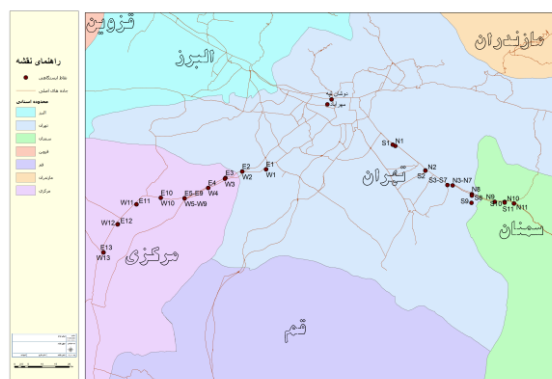 راهنمای نقشه
نقاط ایستگاهی
جاده های اصلی
محدوده استانی
البرز
تهران
سمنان
قزوین
قم
مازندران
مرکزی
قزوین
البرز
مازندران
دوشان تپه
مهرآباد
N1
S1
تهران
N2
S2
E1
W1
E2
W2
E3
W3
E4
W4
E5-E9
W5-W9
E10
W10
E11
W11
E12
W12
E13
W13
S3-S7
N3-N7
N8
S8
S9
N9
S10
N10
S11
N11
مرکزی
سمنان
قم